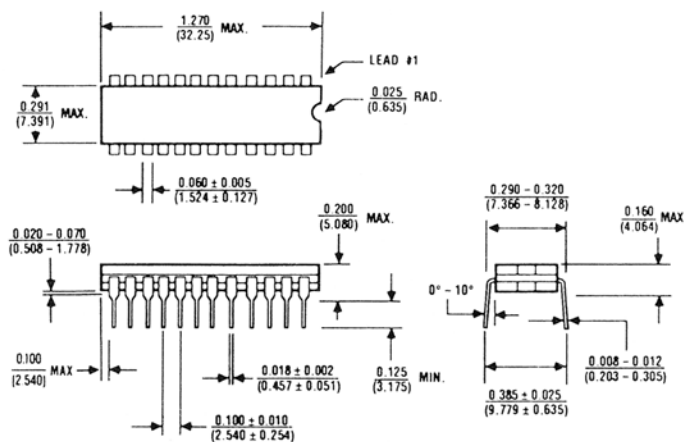 1.270
(32.25) MAX.
LEAD #1
0.291
(7.391) MAX.
0.025
(0.635) RAD.
0.060 ± 0.005
(1.524 ± 0.127)
0.290 – 0.320
(7.366 – 8.128)
0.020 – 0.070
(0.508 – 1.778)
0.200
(5.080) MAX.
0.160
(4.064) MAX
0° – 10°
0.100
(2.540) MAX
0.018 ± 0.002
(0.457 ± 0.051)
0.125
(3.175) MIN.
0.008 – 0.012
(0.203 – 0.305)
0.385 ± 0.025
(9.779 ± 0.635)
0.100 ± 0.010
(2.540 ± 0.254)